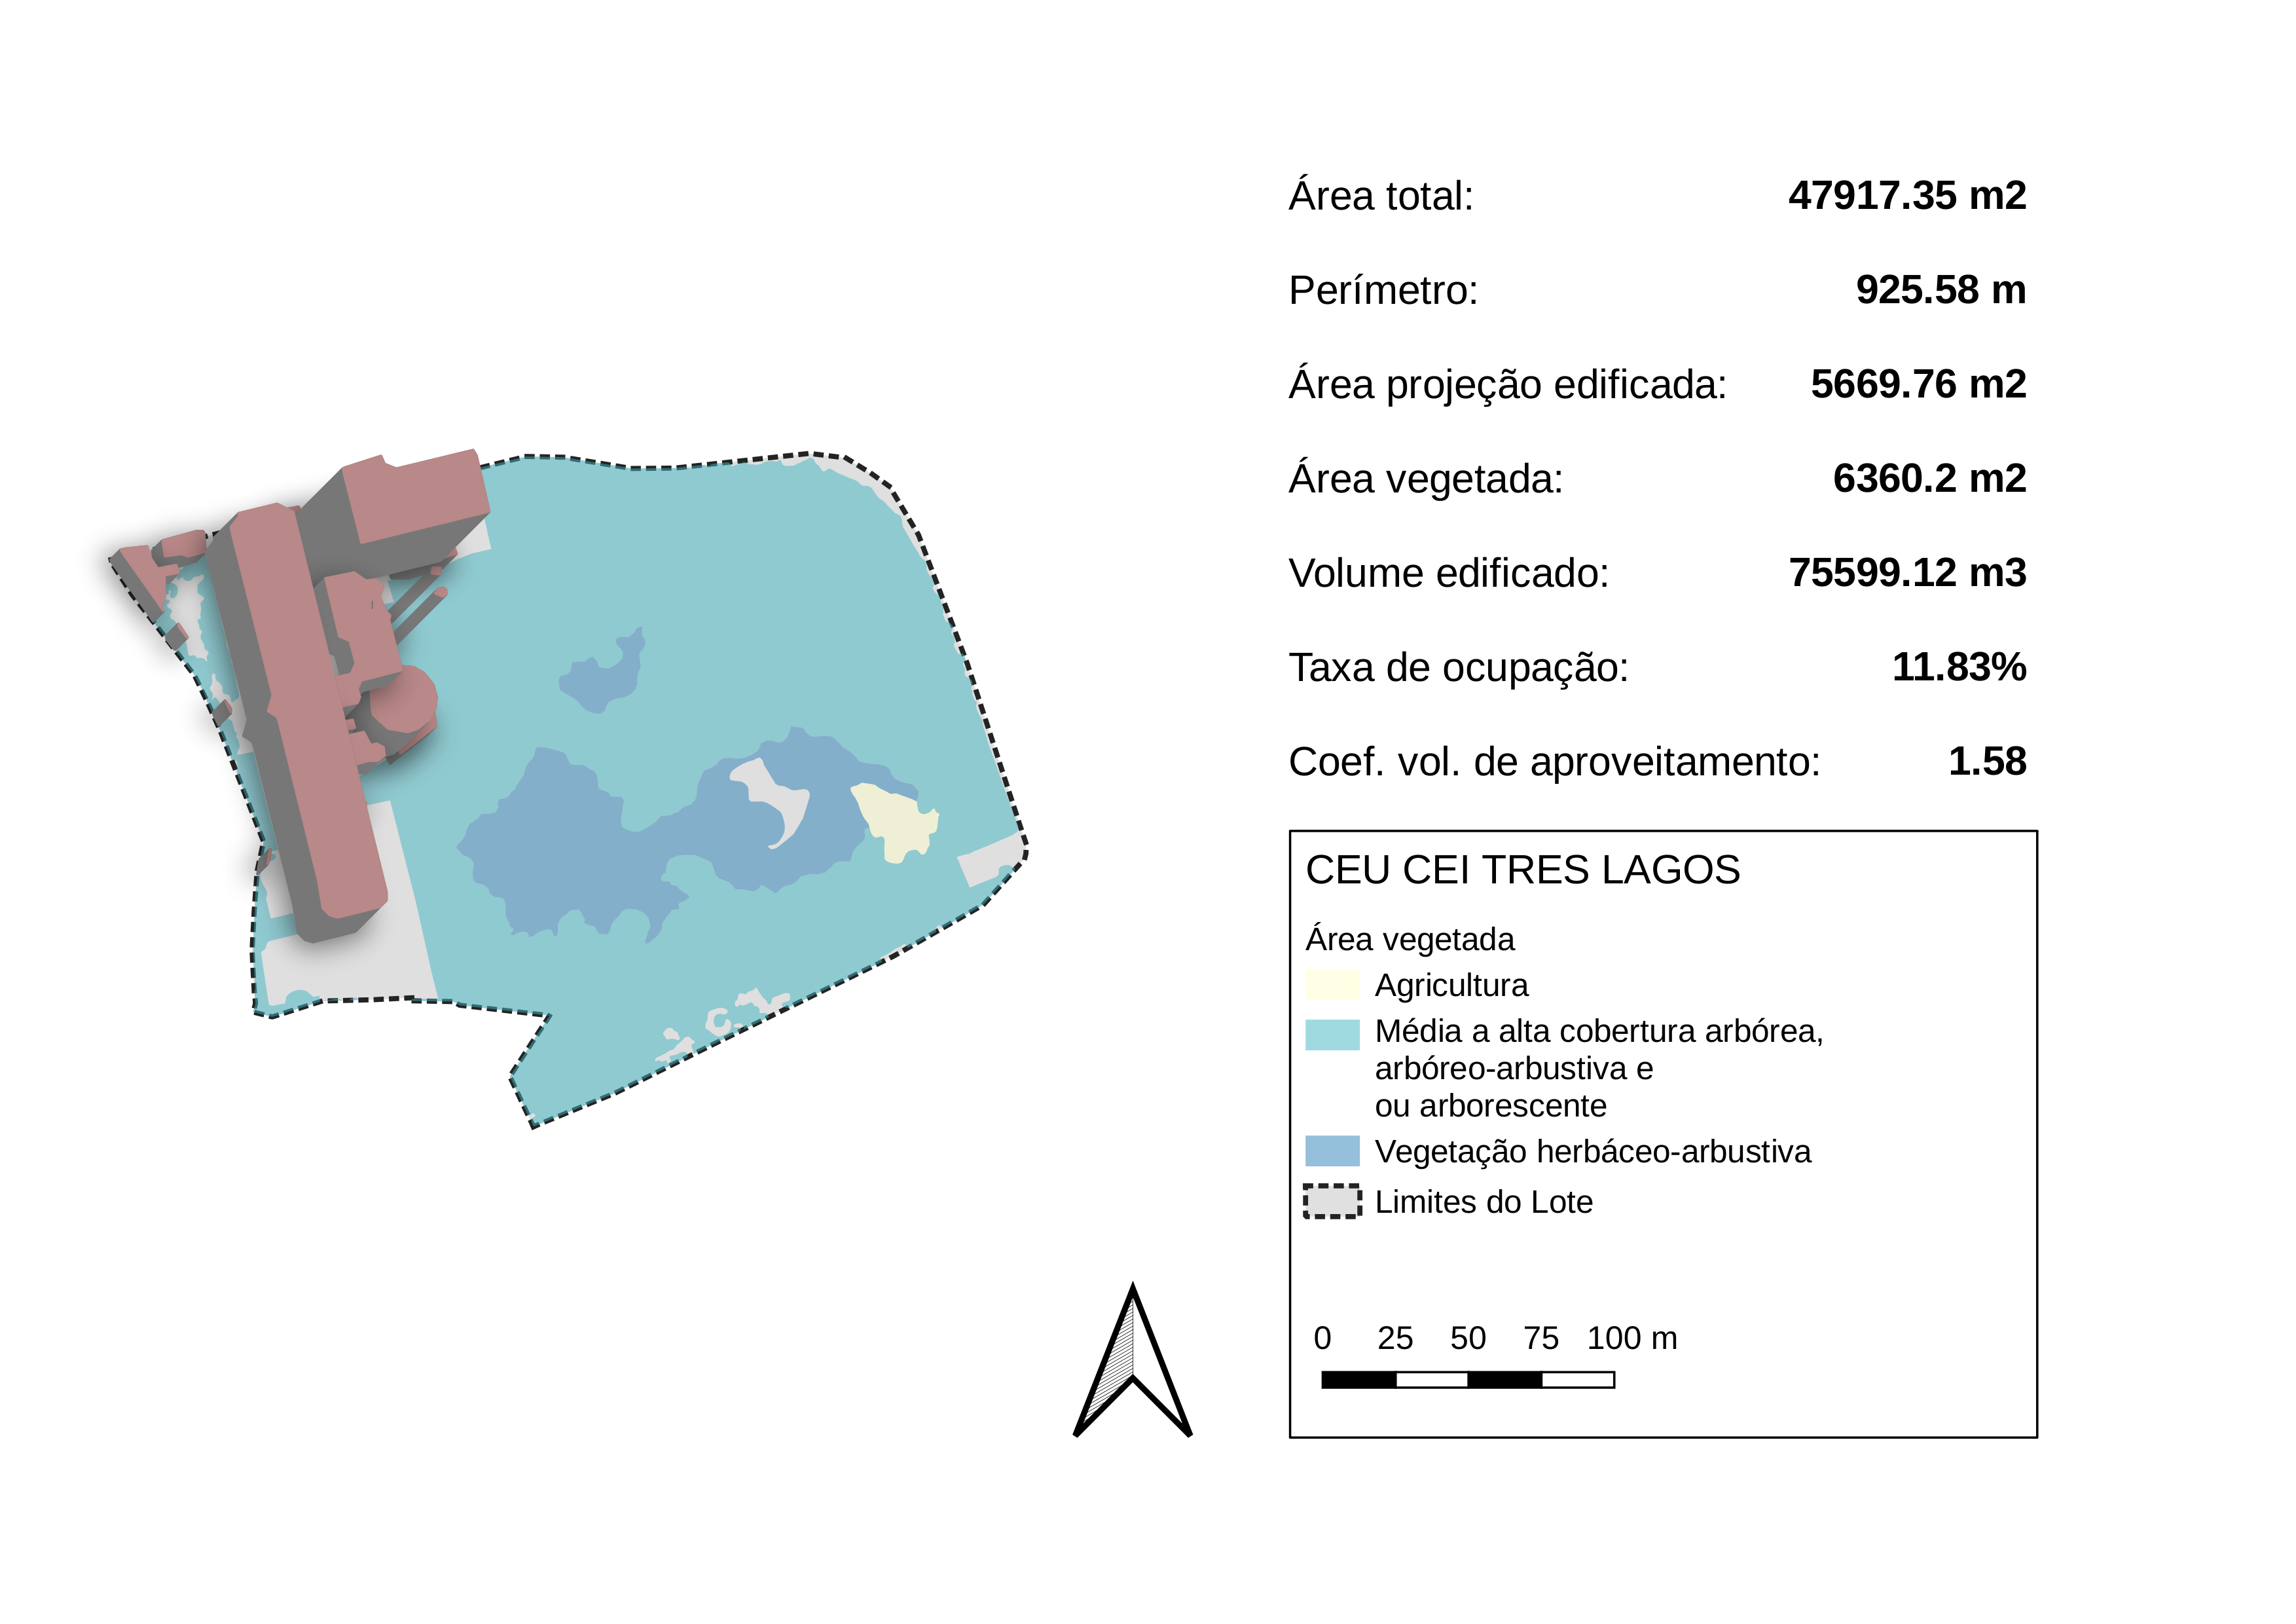 Área total: 47917.35 m2
Perímetro: 925.58 m
Área projeção edificada: 5669.76 m2
Área vegetada: 6360.2 m2
Volume edificado: 75599.12 m3
Taxa de ocupação: 11.83%
Coef. vol. de aproveitamento: 1.58
CEU CEI TRES LAGOS
Área vegetada
Agricultura
Média a alta cobertura arbórea,
arbóreo-arbustiva e
ou arborescente
Vegetação herbáceo-arbustiva
Limites do Lote
0 25 50 75 100 m